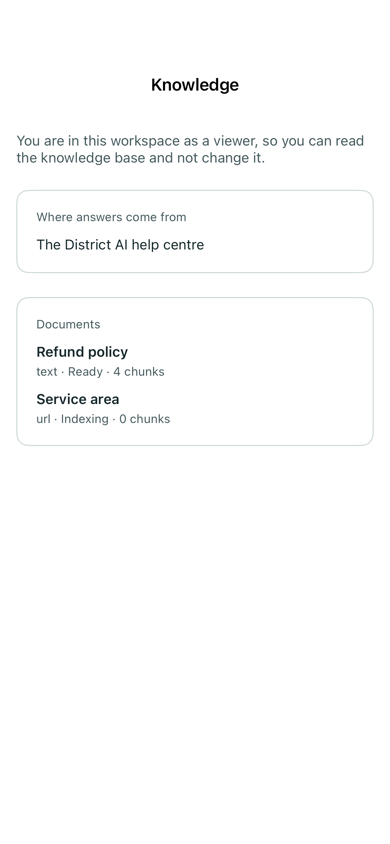 Knowledge
You are in this workspace as a viewer, so you can read
the knowledge base and not change it.
Where answers come from
The District AI help centre
Documents
Refund policy
text · Ready · 4 chunks
Service area
url · Indexing · 0 chunks